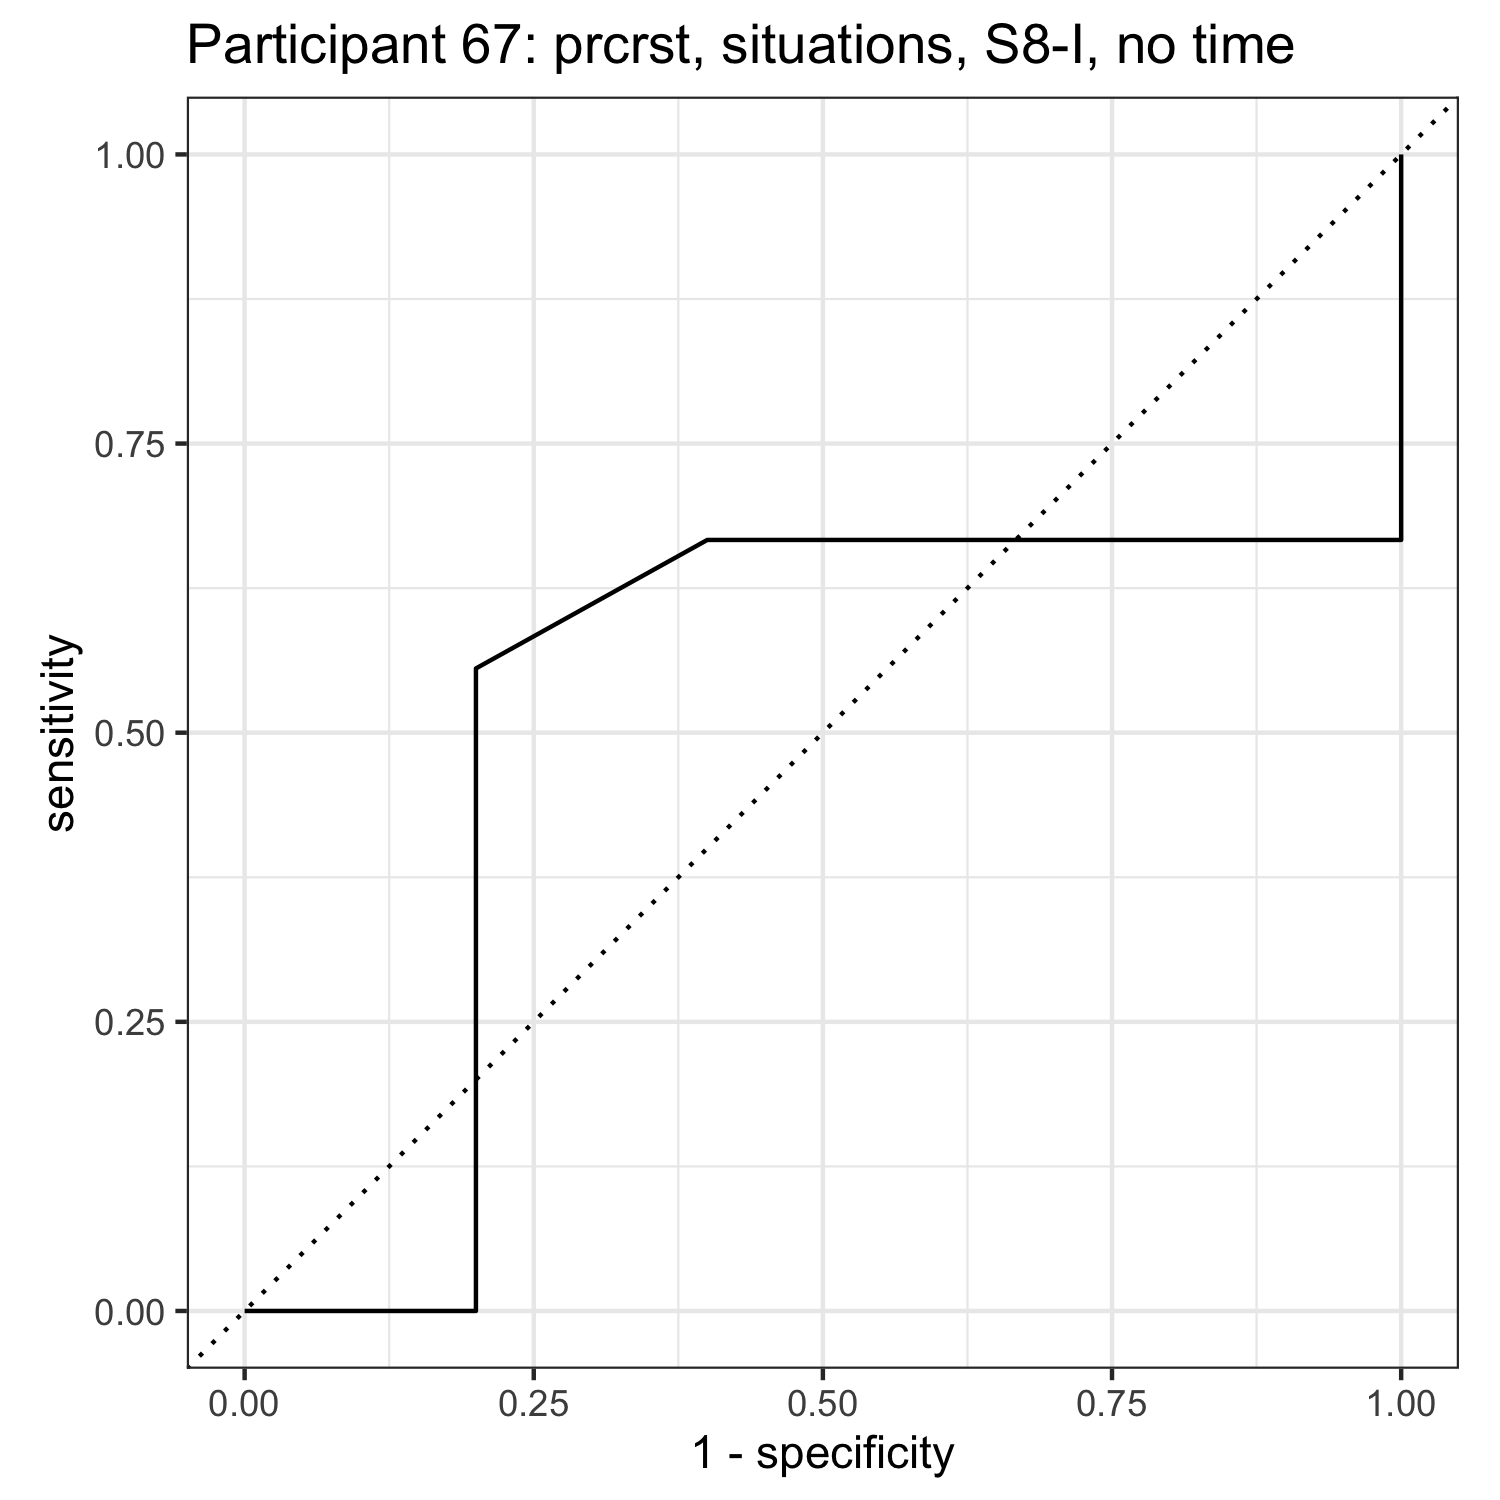 Participant 67: prcrst, situations, S8-I, no time
1.00
0.75
0.50
0.25
0.00
sensitivity
0.00 0.25 0.50 0.75 1.00
1 - specificity